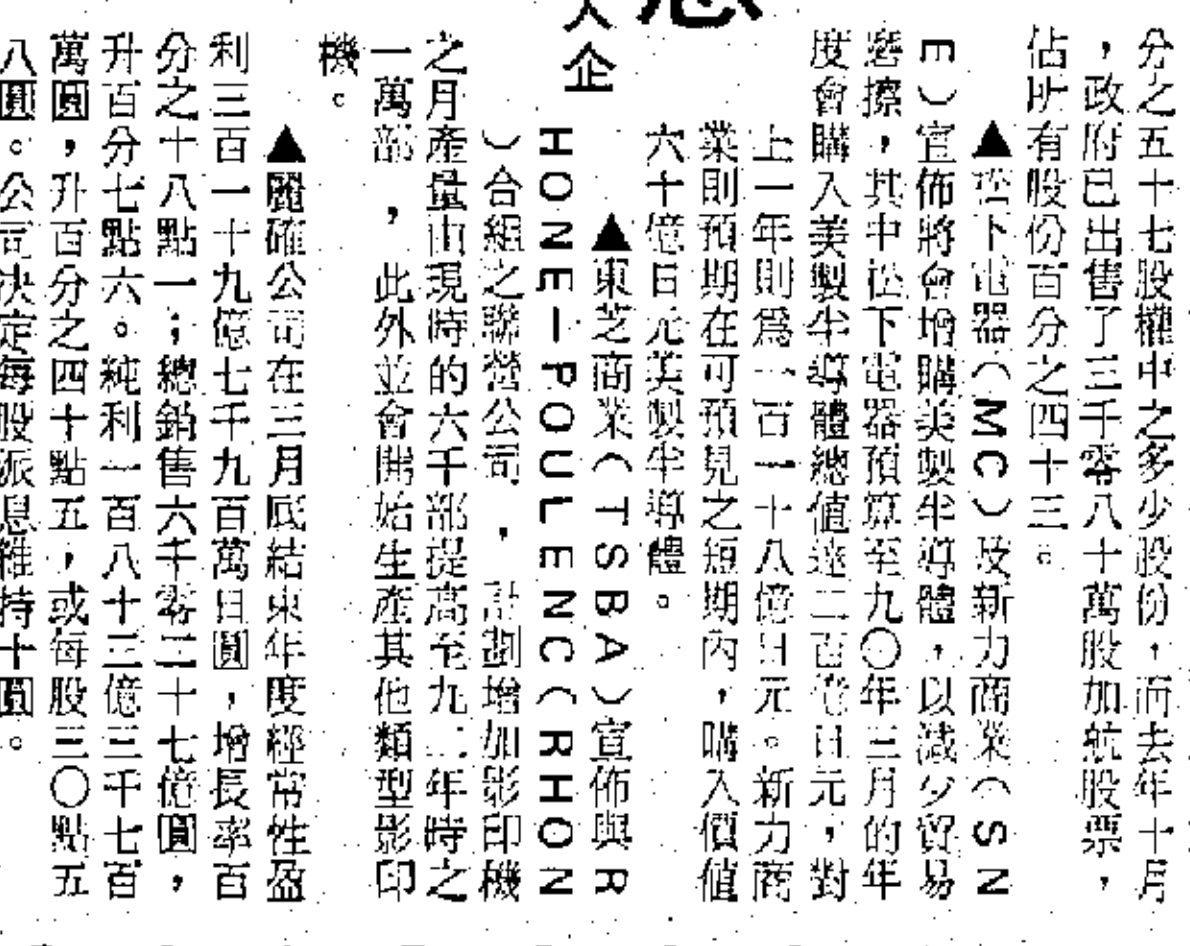 分之五十七股權中之多少股份，而去年十月
，政府已出售了三千零八十萬股加航股票，
佔所有股份百分之四十三。
▲松下電器（MC）及新力商業（SN
E）宣佈將會增購美製半導體，以減少貿易
磨擦，其中松下電器預算至九〇年三月的年
度會購入美製半導體總值達二百億日元，對
上一年則爲一百一十八億日元。新力商
業則預期在可預見之短期內，購入價值
六十億日元美製半導體。
▲東芝商業（TSBA）宣佈與R
HONE—POULENC（RHON
）合組之聯營公司，計劃增加影印機
之月產量由現時的六千部提高至九二年時之
一萬部，此外並會開始生產其他類型影印
機。
▲麗確公司在三月底結束年度經常性盈
利三百一十九億七千九百萬日圓，增長率百
分之十八點一；總銷售六千零二十七億圓，
升百分七點六。純利一百八十三億三千七百
萬圓，升百分之四十點五，或每股三〇點五
八圓。公司決定每股派息維持十圓。
企